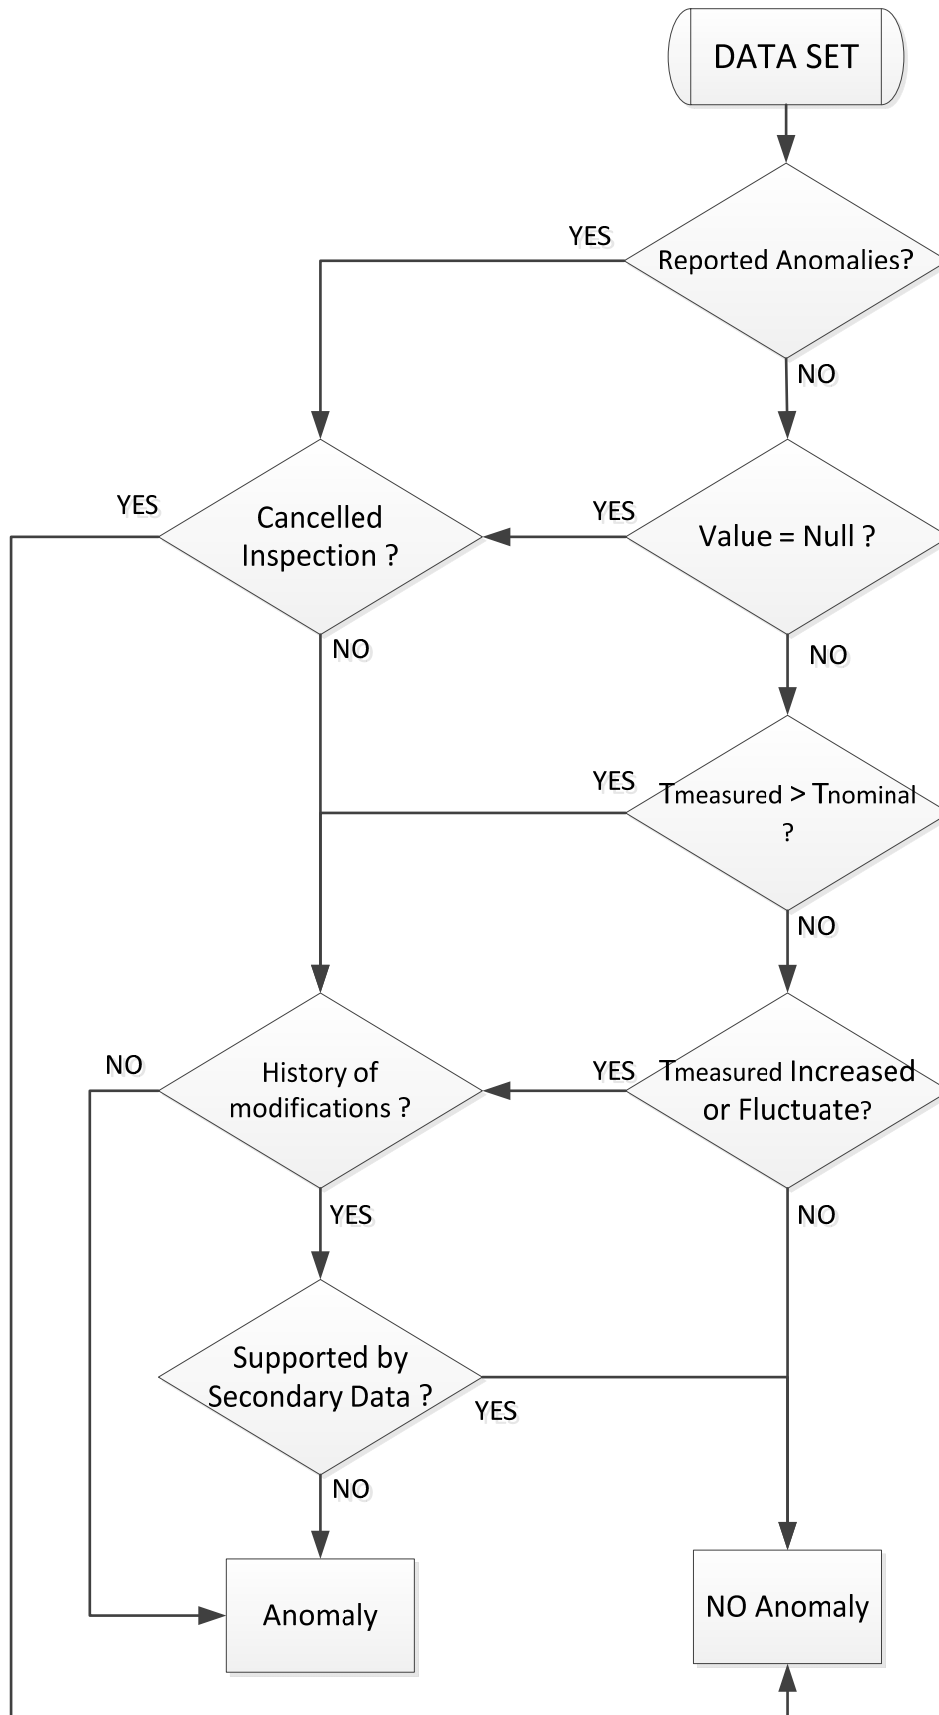 DATA SET
YES
Reported Anomalies?
NO
YES
Cancelled
Inspection ?
YES
Value = Null ?
NO
NO
YES
Tmeasured > Tnominal
?
NO
NO
History of
modifications ?
YES
Tmeasured Increased
or Fluctuate?
YES
NO
Supported by
Secondary Data ?
YES
NO
Anomaly
NO Anomaly